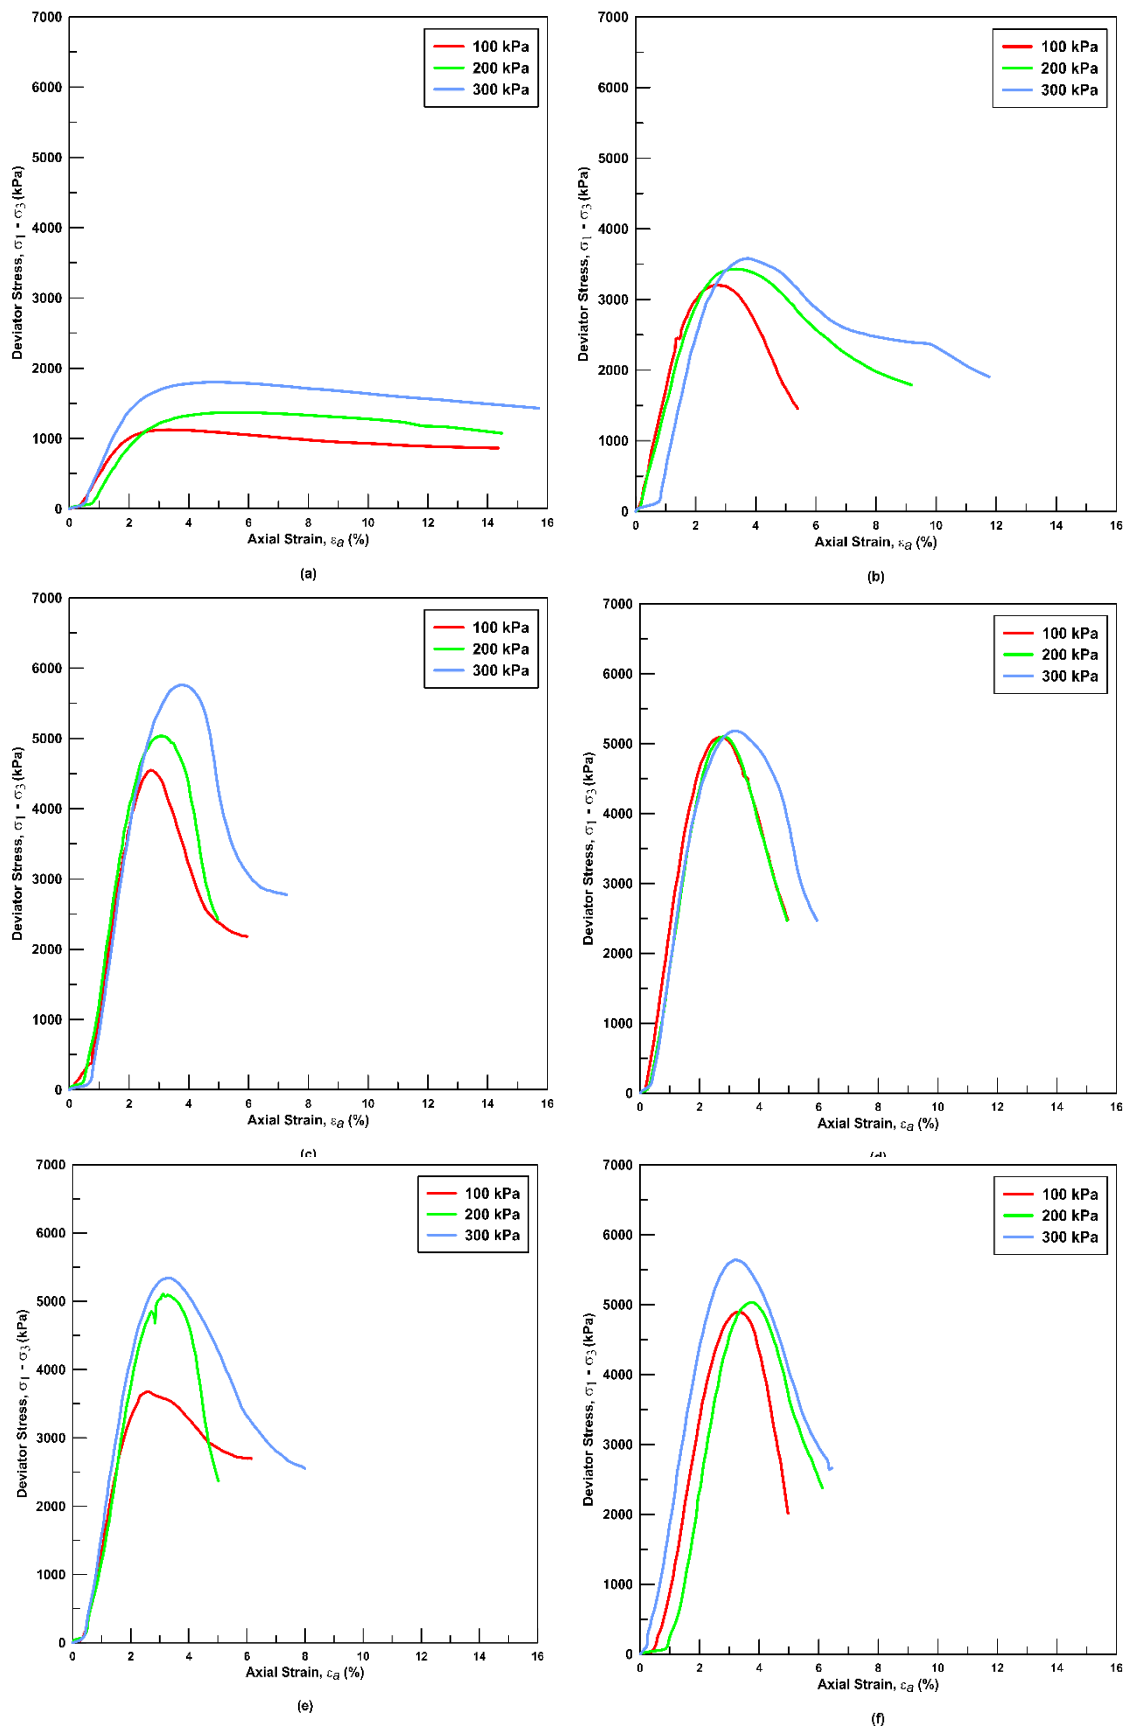 7000
6000
5000
4000
3000
2000
1000
0
Deviator Stress, σ1 - σ3 (kPa)
100 kPa
200 kPa
300 kPa
0 2 4 6 8 10 12 14 16
Axial Strain, εa (%)
(a)
7000
6000
5000
4000
3000
2000
1000
0
Deviator Stress, σ1 - σ3 (kPa)
100 kPa
200 kPa
300 kPa
0 2 4 6 8 10 12 14 16
Axial Strain, εa (%)
(b)
7000
6000
5000
4000
3000
2000
1000
0
Deviator Stress, σ1 - σ3 (kPa)
100 kPa
200 kPa
300 kPa
0 2 4 6 8 10 12 14 16
Axial Strain, εa (%)
(c)
7000
6000
5000
4000
3000
2000
1000
0
Deviator Stress, σ1 - σ3 (kPa)
100 kPa
200 kPa
300 kPa
0 2 4 6 8 10 12 14 16
Axial Strain, εa (%)
(d)
7000
6000
5000
4000
3000
2000
1000
0
Deviator Stress, σ1 - σ3 (kPa)
100 kPa
200 kPa
300 kPa
0 2 4 6 8 10 12 14 16
Axial Strain, εa (%)
(e)
7000
6000
5000
4000
3000
2000
1000
0
Deviator Stress, σ1 - σ3 (kPa)
100 kPa
200 kPa
300 kPa
0 2 4 6 8 10 12 14 16
Axial Strain, εa (%)
(f)